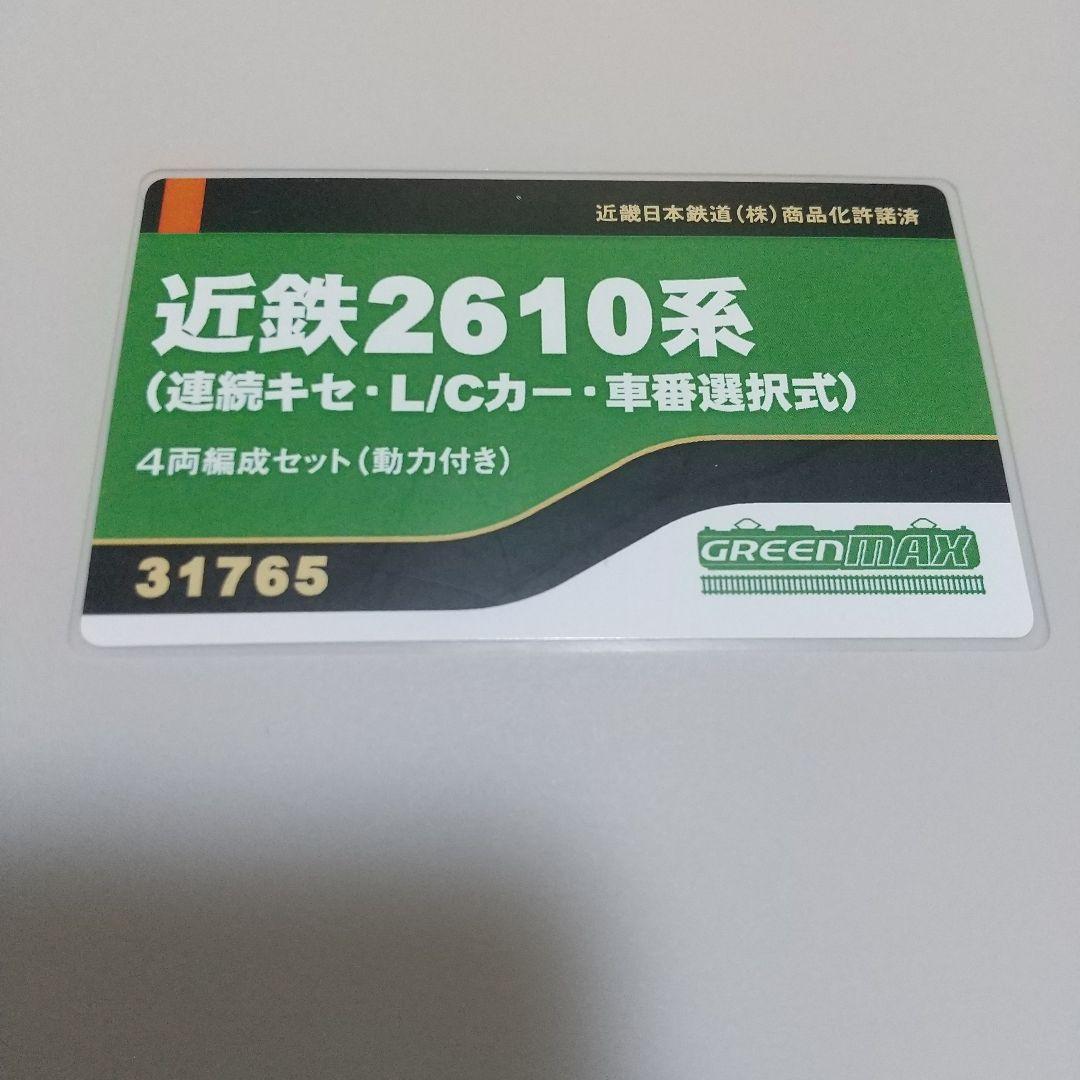 近畿日本鉄道（株）商品化許諾済
近鉄2610系
（連続キセ・L/Cカー・車番選択式）
4両編成セット（動力付き）
31765
GREENMAX